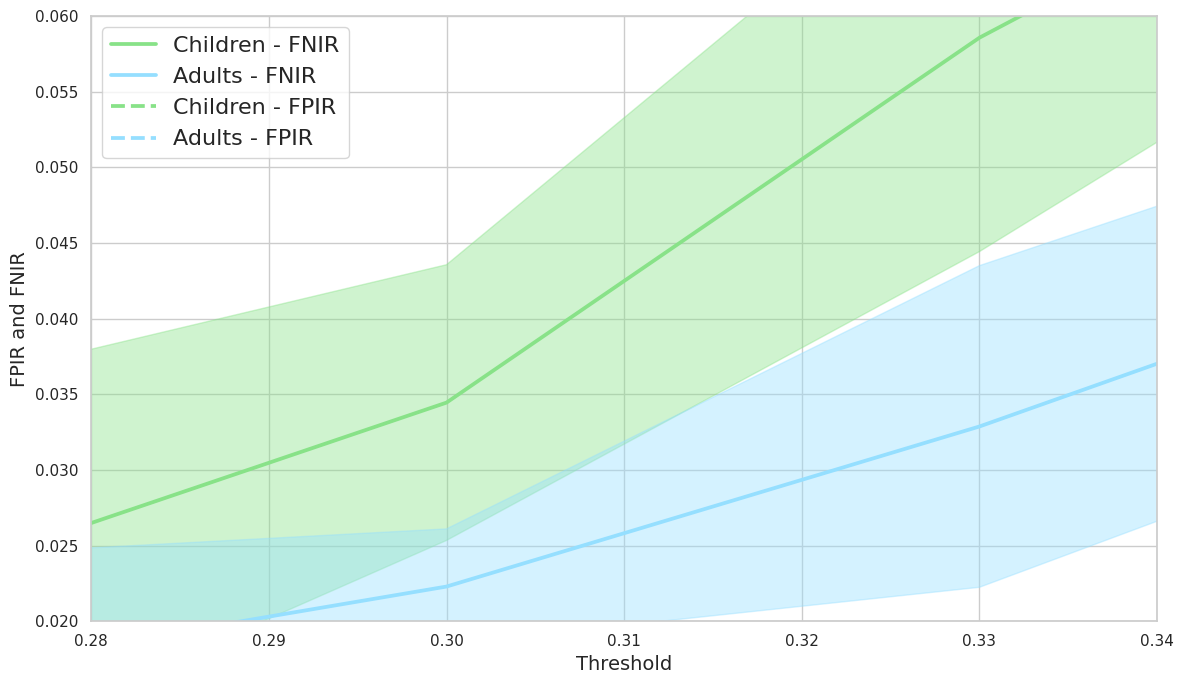 0.060
0.055
0.050
0.045
0.040
0.035
0.030
0.025
0.020
FPIR and FNIR
Children - FNIR
Adults - FNIR
Children - FPIR
Adults - FPIR
0.28 0.29 0.30 0.31 0.32 0.33 0.34
Threshold